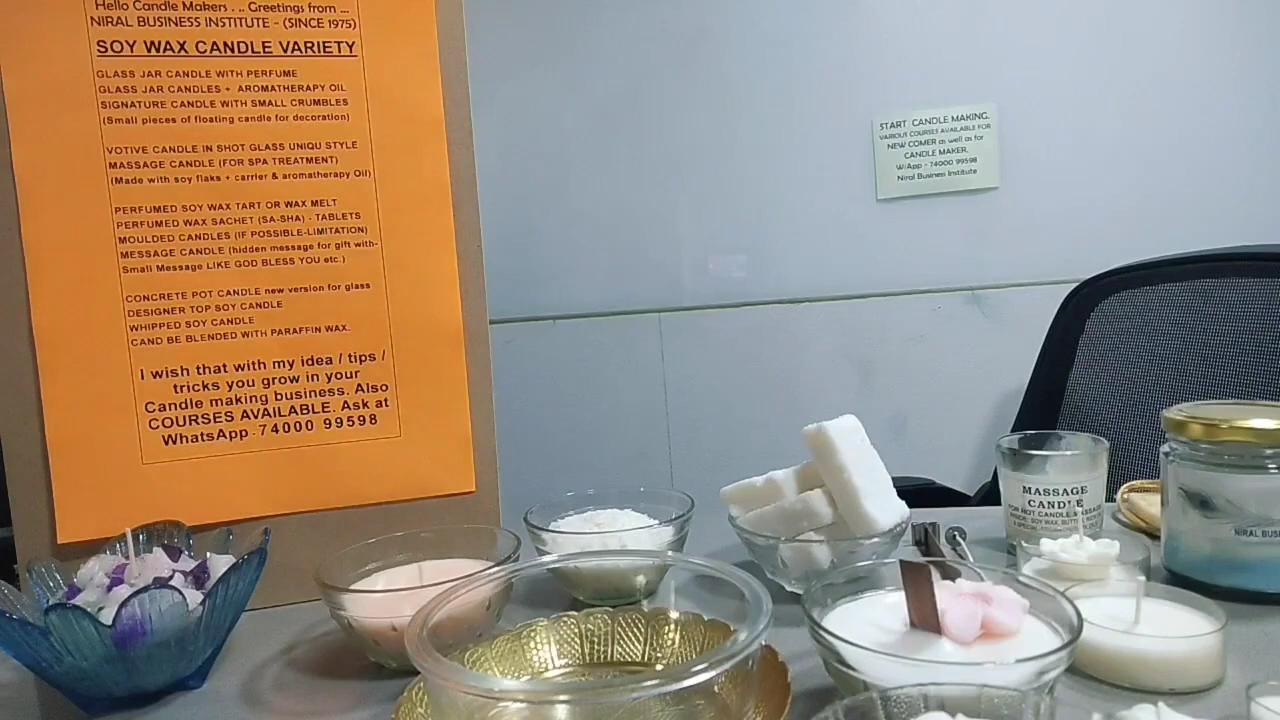 Hello Candle Makers . .. Greetings from ...
NIRAL BUSINESS INSTITUTE - (SINCE 1975)
SOY WAX CANDLE VARIETY
GLASS JAR CANDLE WITH PERFUME
GLASS JAR CANDLES + AROMATHERAPY OIL
SIGNATURE CANDLE WITH SMALL CRUMBLES
(Small pieces of floating candle for decoration)
VOTIVE CANDLE IN SHOT GLASS UNIQU STYLE
MASSAGE CANDLE (FOR SPA TREATMENT)
(Made with soy flaks + carrier & aromatherapy Oil)
PERFUMED SOY WAX TART OR WAX MELT
PERFUMED WAX SACHET (SA-SHA) - TABLETS
MOULDED CANDLES (IF POSSIBLE-LIMITATION)
MESSAGE CANDLE (hidden message for gift with-
Small Message LIKE GOD BLESS YOU etc.)
CONCRETE POT CANDLE new version for glass
DESIGNER TOP SOY CANDLE
WHIPPED SOY CANDLE
CAND BE BLENDED WITH PARAFFIN WAX.
I wish that with my idea / tips /
tricks you grow in your
Candle making business. Also
COURSES AVAILABLE. Ask at
WhatsApp - 74000 99598
START CANDLE MAKING.
VARIOUS COURSES AVAILABLE FOR
NEW COMER as well as for
CANDLE MAKER.
W/App - 74000 99598
Niral Business Institute
MASSAGE
CANDLE
FOR HOT CANDLE MASSAGE
SOY WAX,
NIRAL BUSI